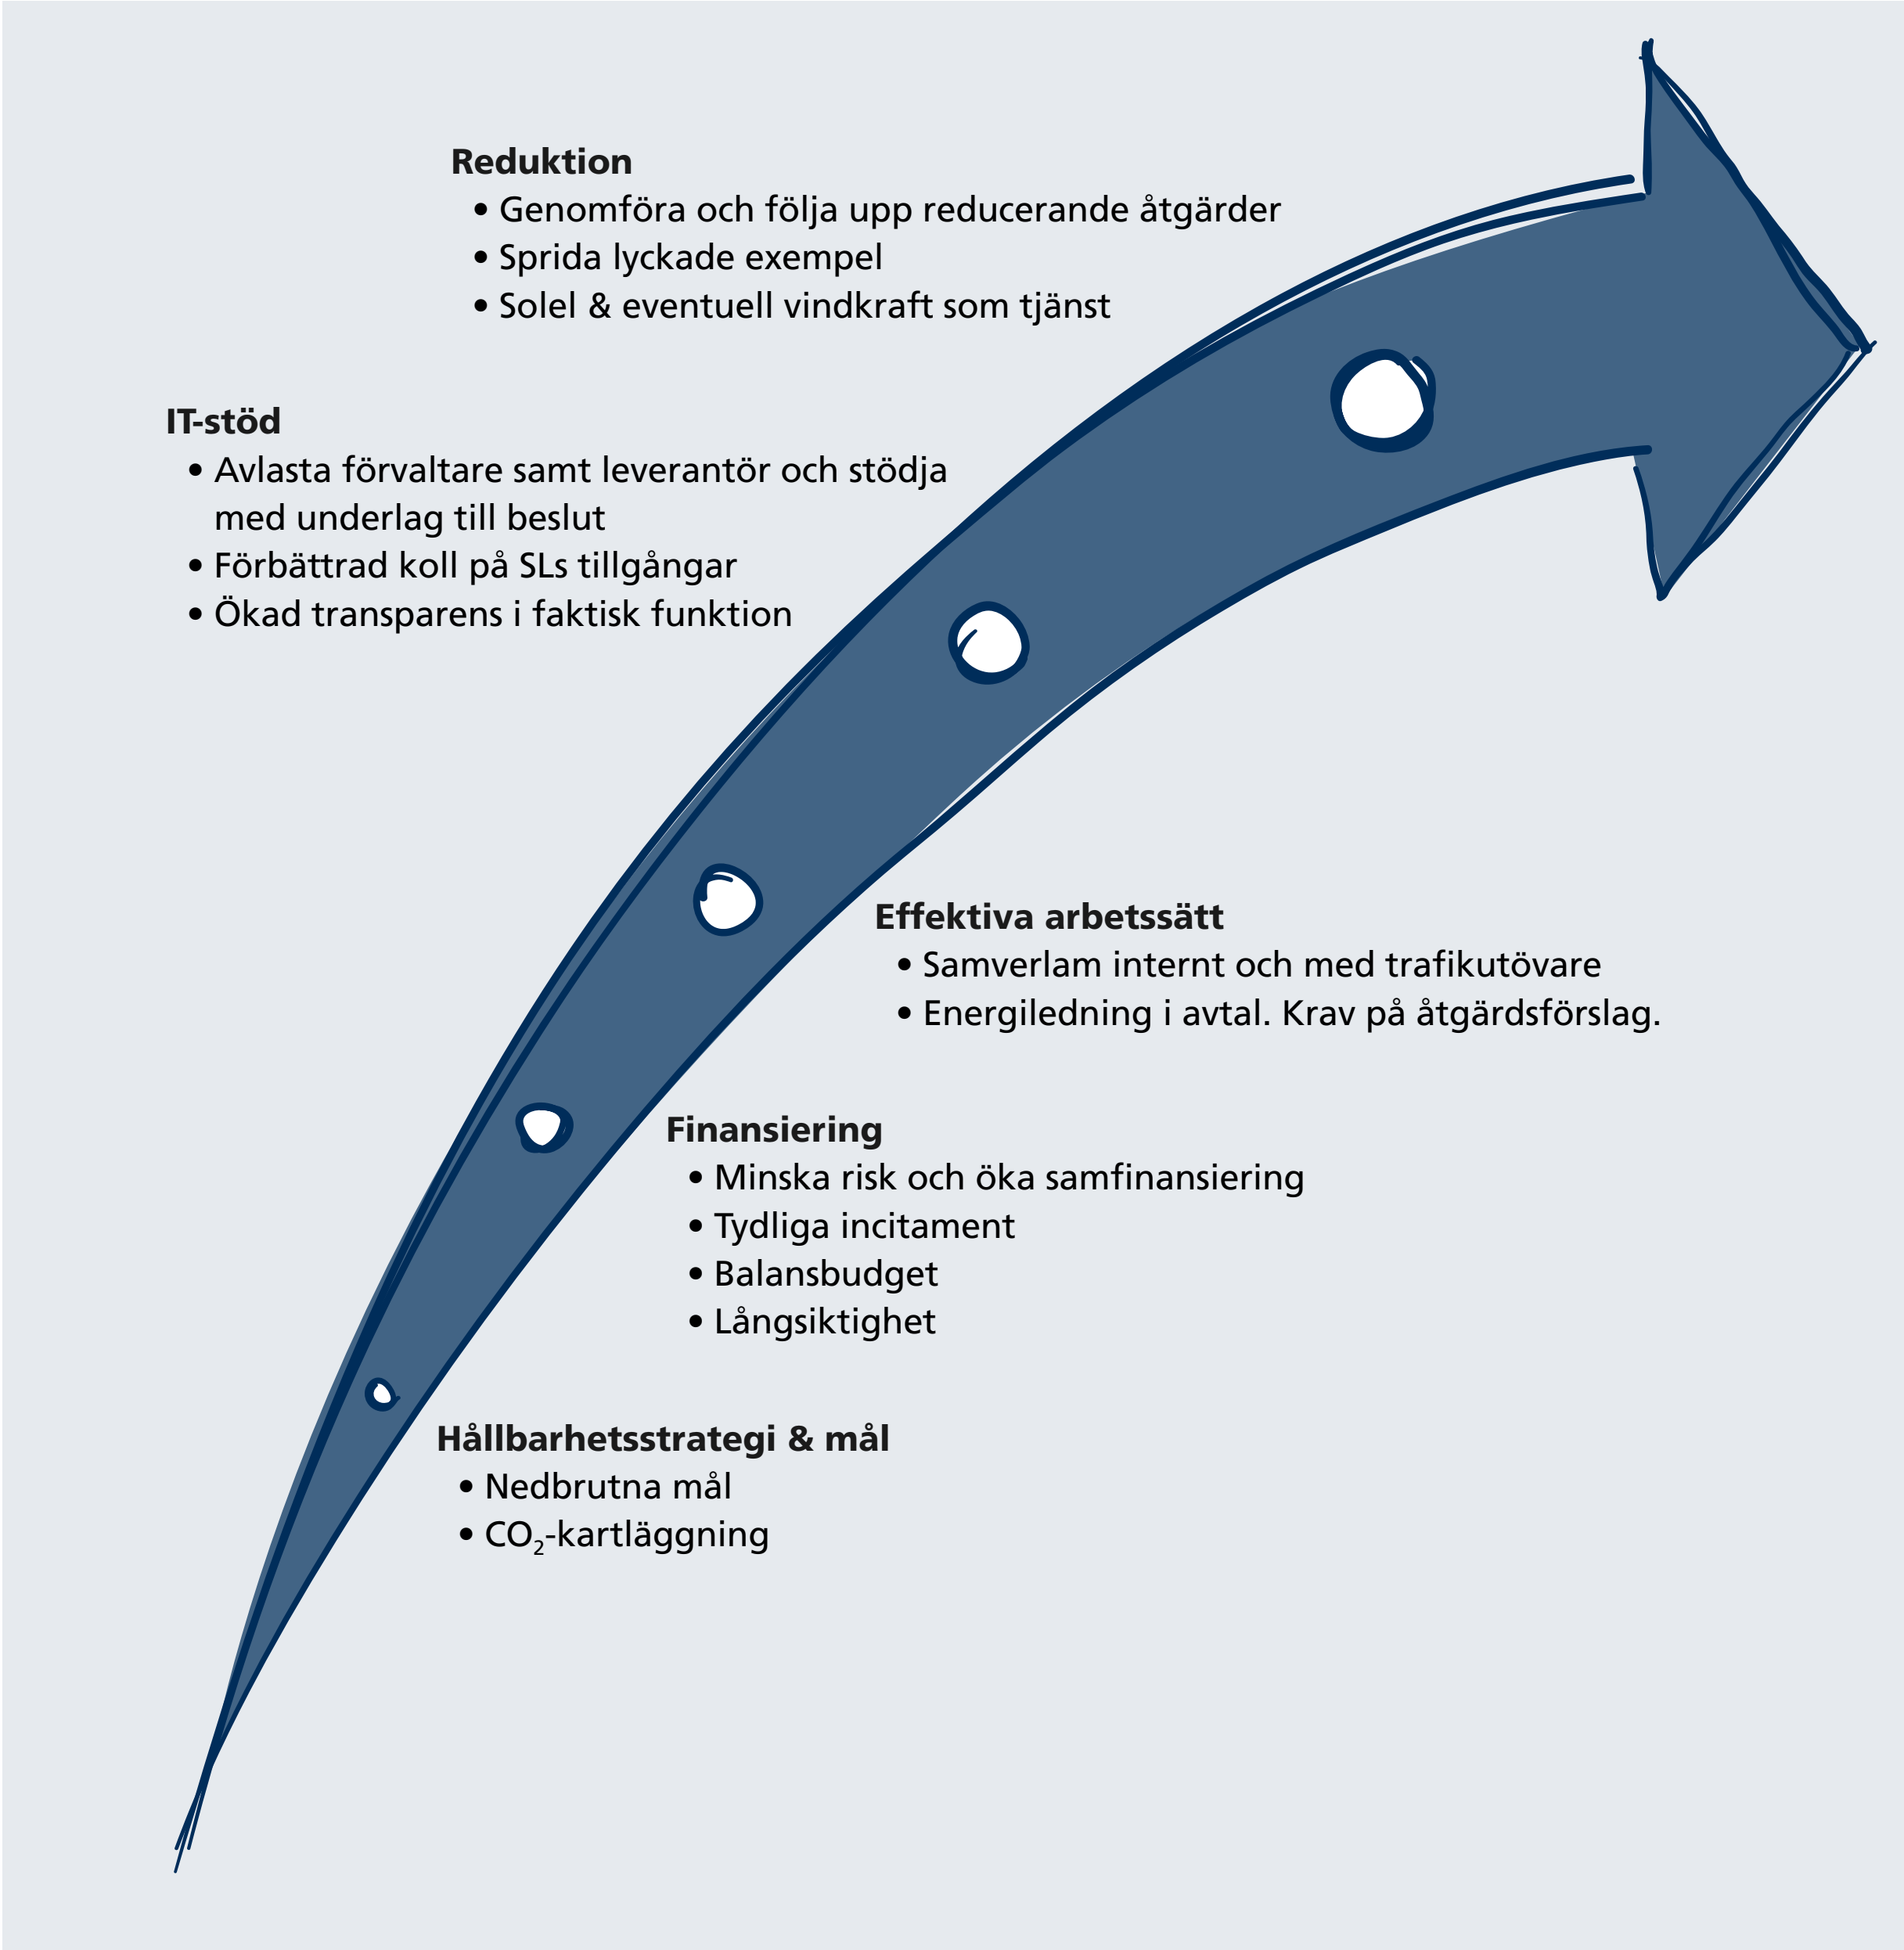 Reduktion
• Genomföra och följa upp reducerande åtgärder
• Sprida lyckade exempel
• Solel & eventuell vindkraft som tjänst
IT-stöd
• Avlasta förvaltare samt leverantör och stödja
med underlag till beslut
• Förbättrad koll på SLs tillgångar
• Ökad transparens i faktisk funktion
Effektiva arbetssätt
• Samverlam internt och med trafikutövare
• Energiledning i avtal. Krav på åtgärdsförslag.
Finansiering
• Minska risk och öka samfinansiering
• Tydliga incitament
• Balansbudget
• Långsiktighet
Hållbarhetsstrategi & mål
• Nedbrutna mål
• CO₂-kartläggning